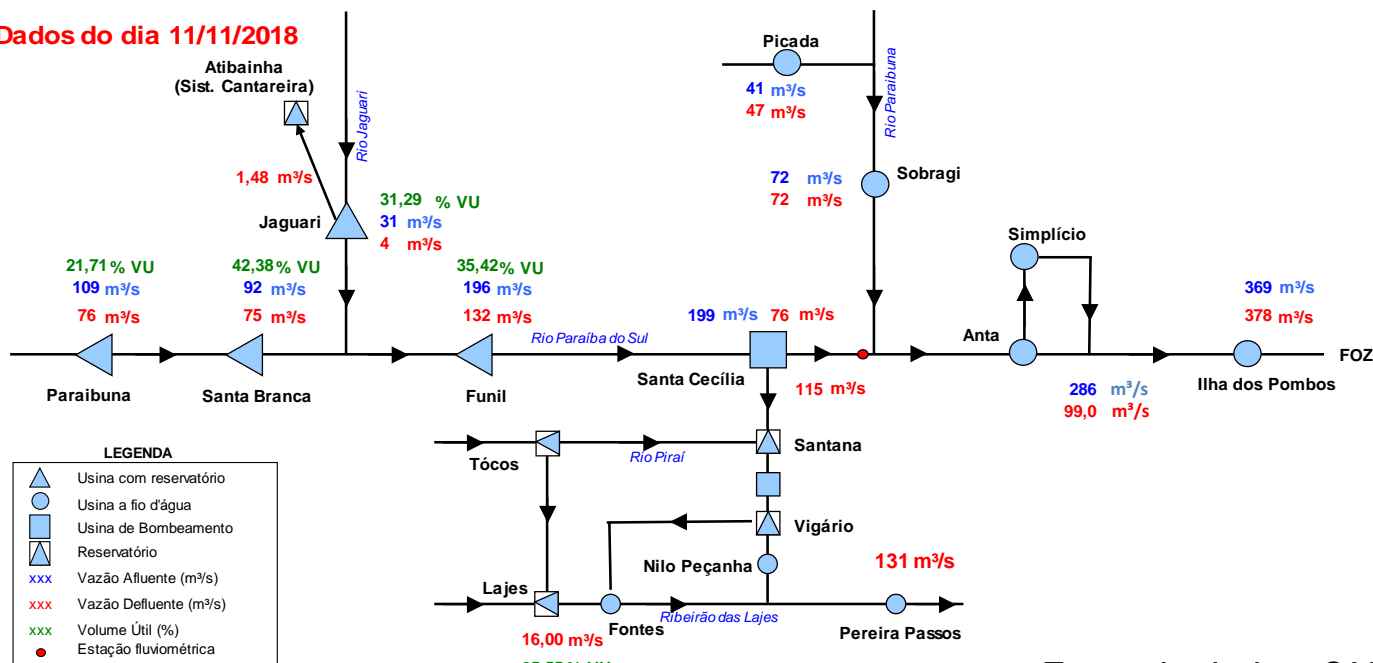 Dados do dia 11/11/2018
Atibainha
(Sist. Cantareira)
Rio Jaguari
1,48 m³/s
Jaguari
31,29 % VU
31 m³/s
4 m³/s
Picada
41 m³/s
47 m³/s
Rio Paraibuna
72 m³/s
72 m³/s
Sobragi
Simplício
21,71 % VU
109 m³/s
76 m³/s
Paraibuna
42,38 % VU
92 m³/s
75 m³/s
Santa Branca
35,42 % VU
196 m³/s
132 m³/s
Funil
Rio Paraíba do Sul
199 m³/s 76 m³/s
Santa Cecília
115 m³/s
Anta
286 m³/s
99,0 m³/s
369 m³/s
378 m³/s
Ilha dos Pombos
FOZ
Tócos
Rio Piraí
Santana
Vigário
Nilo Peçanha
131 m³/s
Lajes
Fontes
Ribeirão das Lajes
Pereira Passos
16,00 m³/s
LEGENDA
Usina com reservatório
Usina a fio d'água
Usina de Bombeamento
Reservatório
xxx Vazão Afluente (m³/s)
xxx Vazão Defluente (m³/s)
xxx Volume Útil (%)
Estação fluviométrica